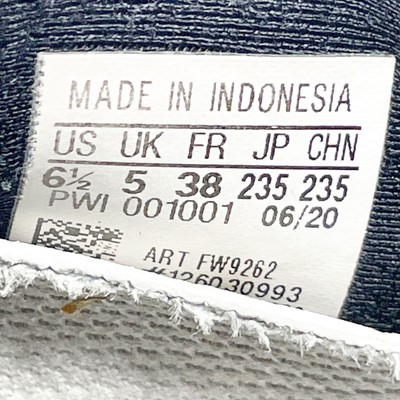 MADE IN INDONESIA
US UK FR JP CHN
6½ 5 38 235 235
PWI 001001 06/20
ART FW9262
#126030993